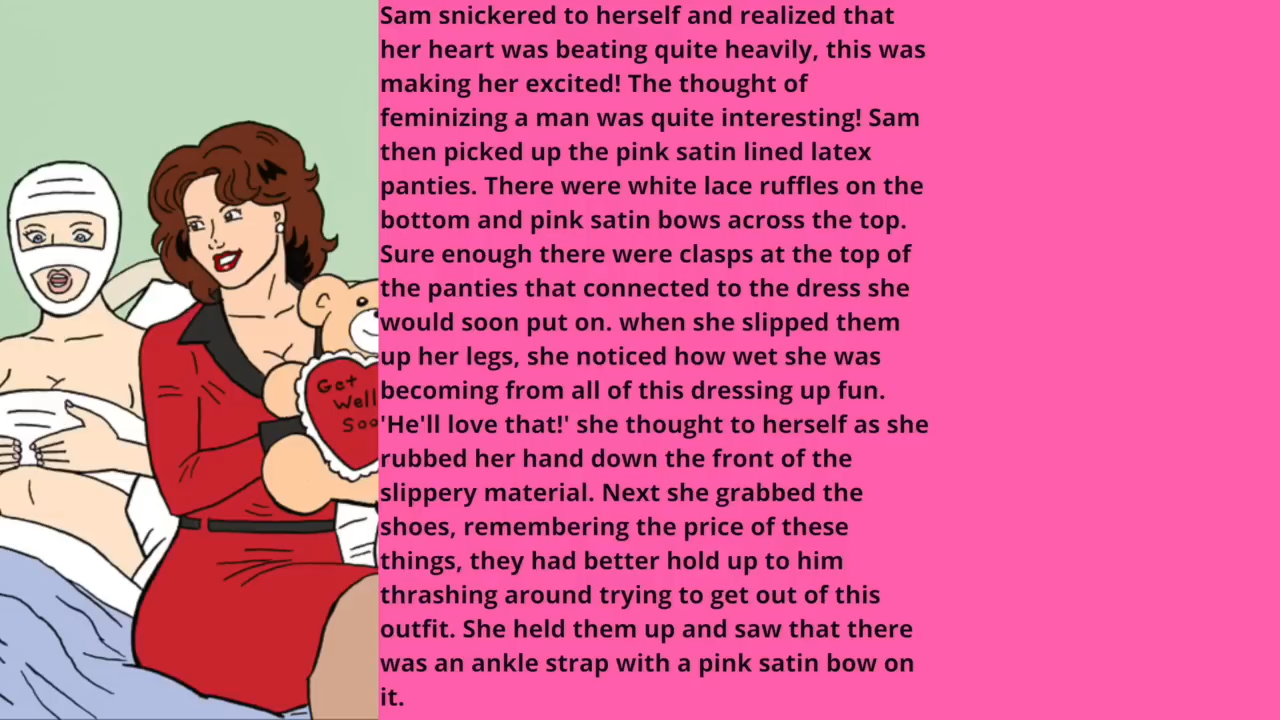 Sam snickered to herself and realized that
her heart was beating quite heavily, this was
making her excited! The thought of
feminizing a man was quite interesting! Sam
then picked up the pink satin lined latex
panties. There were white lace ruffles on the
bottom and pink satin bows across the top.
Sure enough there were clasps at the top of
the panties that connected to the dress she
would soon put on. when she slipped them
up her legs, she noticed how wet she was
becoming from all of this dressing up fun.
'He'll love that!' she thought to herself as she
rubbed her hand down the front of the
slippery material. Next she grabbed the
shoes, remembering the price of these
things, they had better hold up to him
thrashing around trying to get out of this
outfit. She held them up and saw that there
was an ankle strap with a pink satin bow on
it.
Get
Well
Soo